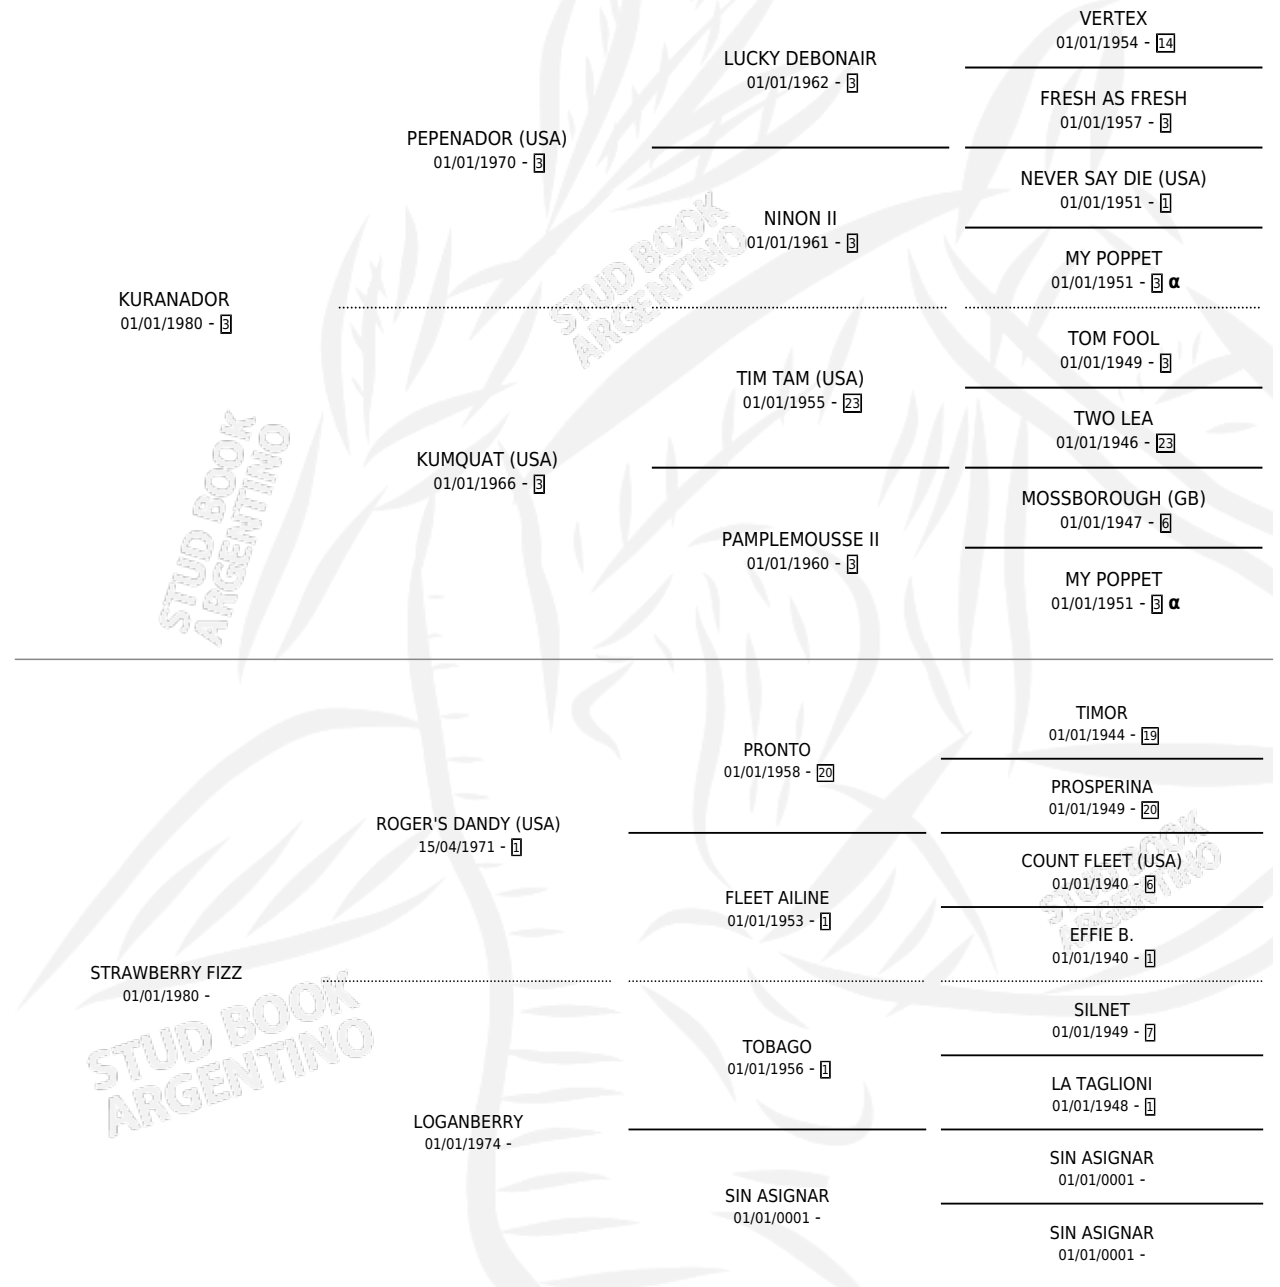 VERTEX
01/01/1954 - 14
LUCKY DEBONAIR
01/01/1962 - 3
FRESH AS FRESH
01/01/1957 - 3
PEPENADOR (USA)
01/01/1970 - 3
NEVER SAY DIE (USA)
01/01/1951 - 1
NINON II
01/01/1961 - 3
MY POPPET
01/01/1951 - 3 α
KURANADOR
01/01/1980 - 3
TOM FOOL
01/01/1949 - 3
TIM TAM (USA)
01/01/1955 - 23
TWO LEA
01/01/1946 - 23
KUMQUAT (USA)
01/01/1966 - 3
MOSSBOROUGH (GB)
01/01/1947 - 6
PAMPLEMOUSSE II
01/01/1960 - 3
MY POPPET
01/01/1951 - 3 α
TIMOR
01/01/1944 - 19
PRONTO
01/01/1958 - 20
PROSPERINA
01/01/1949 - 20
ROGER'S DANDY (USA)
15/04/1971 - 1
COUNT FLEET (USA)
01/01/1940 - 6
FLEET AILINE
01/01/1953 - 1
EFFIE B.
01/01/1940 - 1
STRAWBERRY FIZZ
01/01/1980 -
SILNET
01/01/1949 - 7
TOBAGO
01/01/1956 - 1
LA TAGLIONI
01/01/1948 - 1
LOGANBERRY
01/01/1974 -
SIN ASIGNAR
01/01/0001 -
SIN ASIGNAR
01/01/0001 -
SIN ASIGNAR
01/01/0001 -
STUD BOOK
ARGENTINO
STUD BOOK
ARGENTINO
STUD BOOK
ARGENTINO
STUD BOOK
ARGENTINO